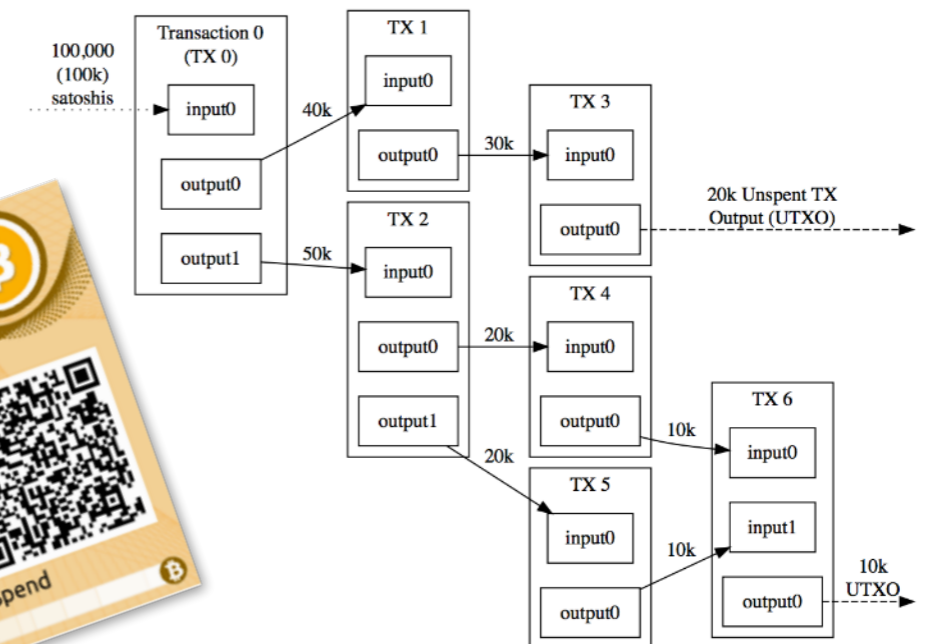 100,000
(100k)
satoshis
Transaction 0
(TX 0)
input0
output0
output1
40k
50k
TX 1
input0
output0
30k
TX 2
input0
output0
output1
20k
20k
TX 3
input0
output0
20k Unspent TX
Output (UTXO)
TX 4
input0
output0
10k
TX 5
input0
output0
10k
TX 6
input0
input1
output0
10k
UTXO
pend